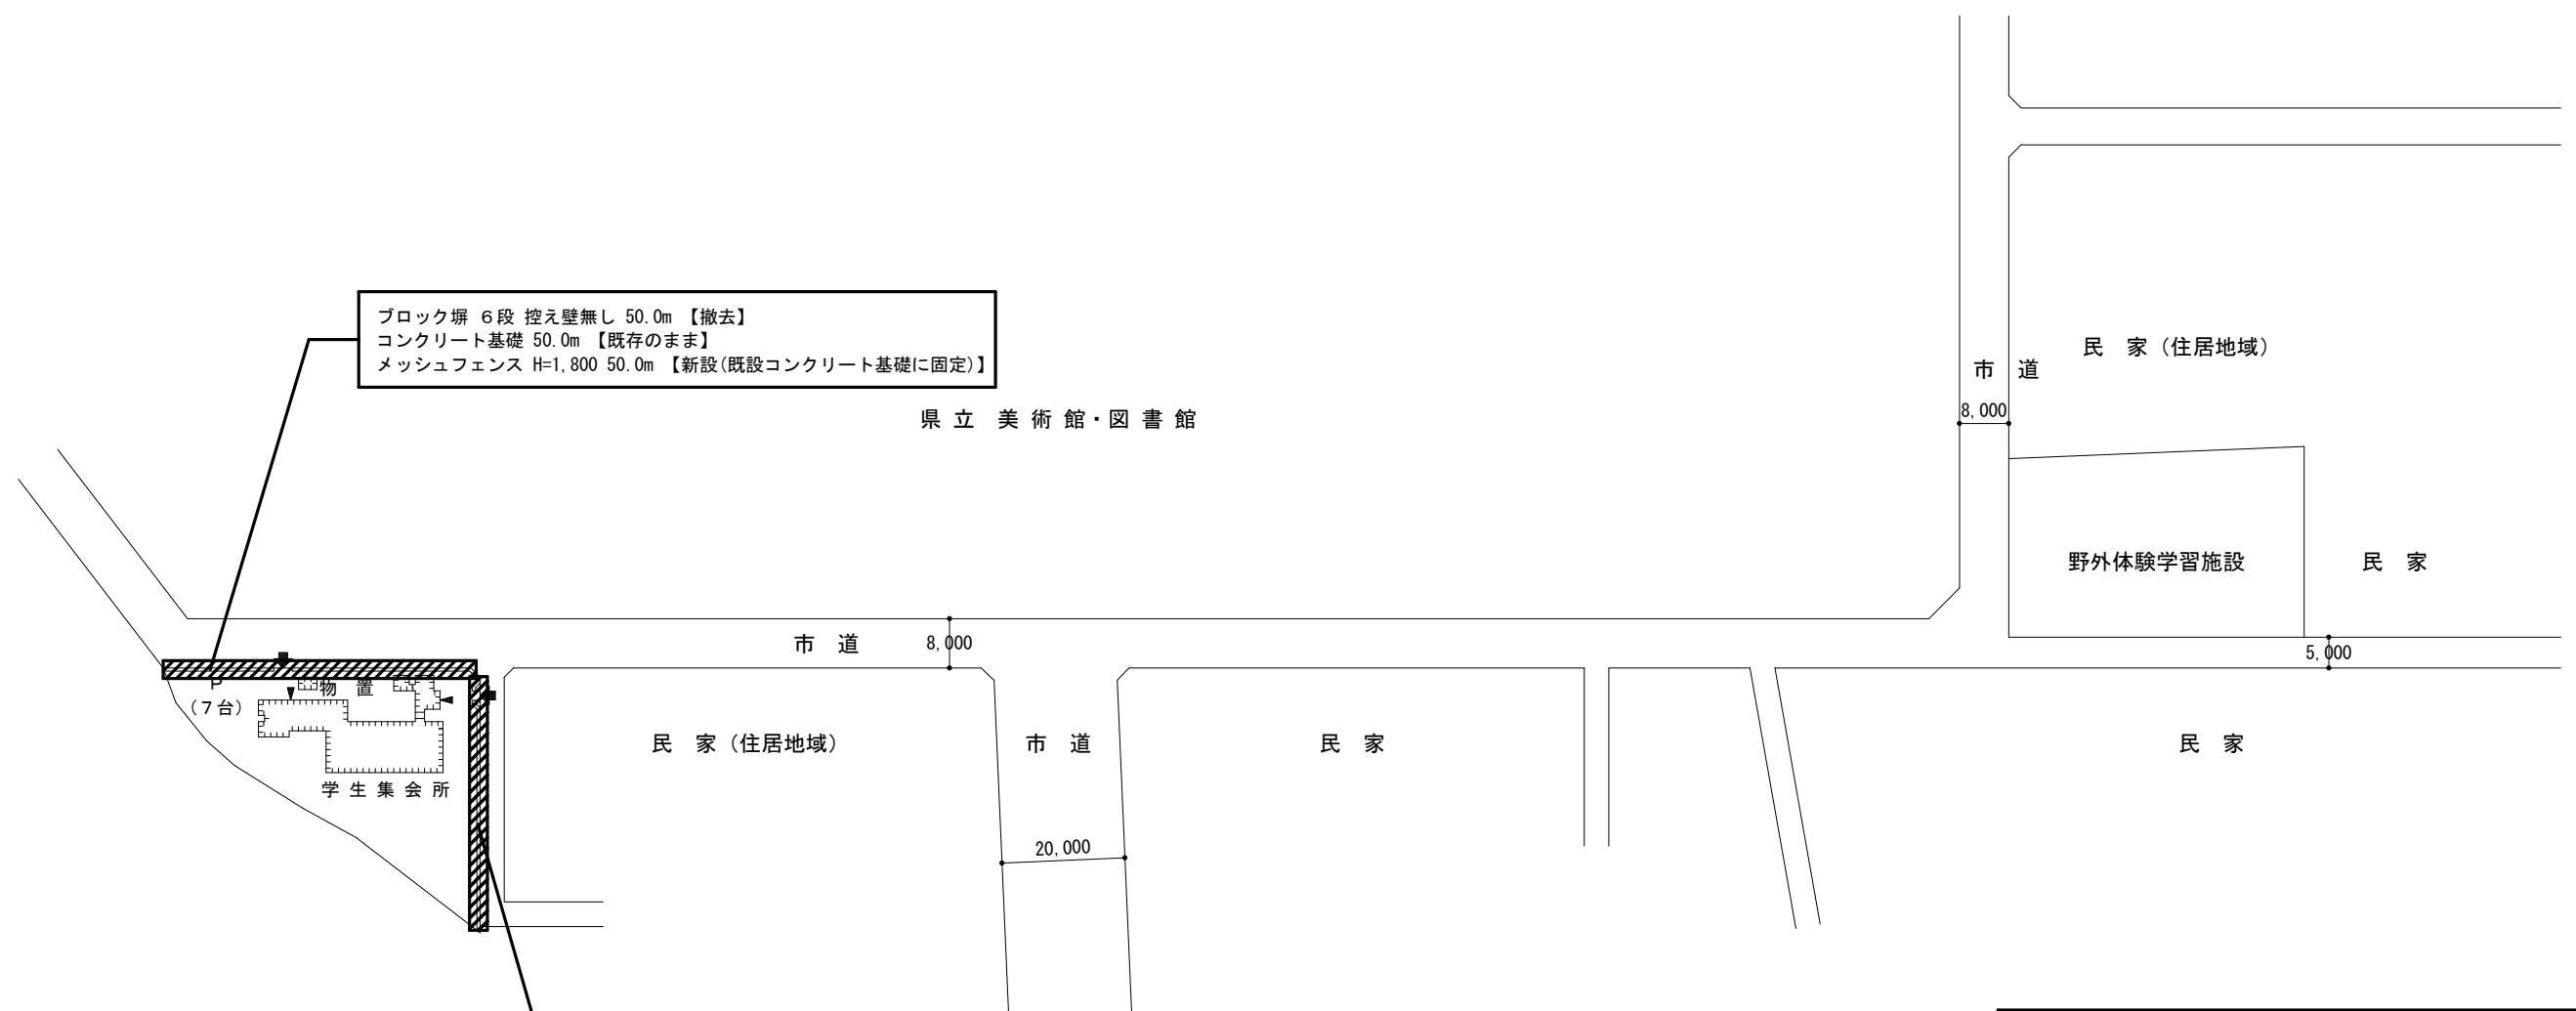 ブロック塀 6段 控え壁無し 50.0m 【撤去】
コンクリート基礎 50.0m 【既存のまま】
メッシュフェンス H=1,800 50.0m 【新設(既設コンクリート基礎に固定)】
県立 美術館・図書館
民 家(住居地域)
市 道
8,000
野外体験学習施設
民 家
市 道
8,000
5,000
P
(7台)
物 置
学生集会所
民 家(住居地域)
市 道
民 家
民 家
20,000